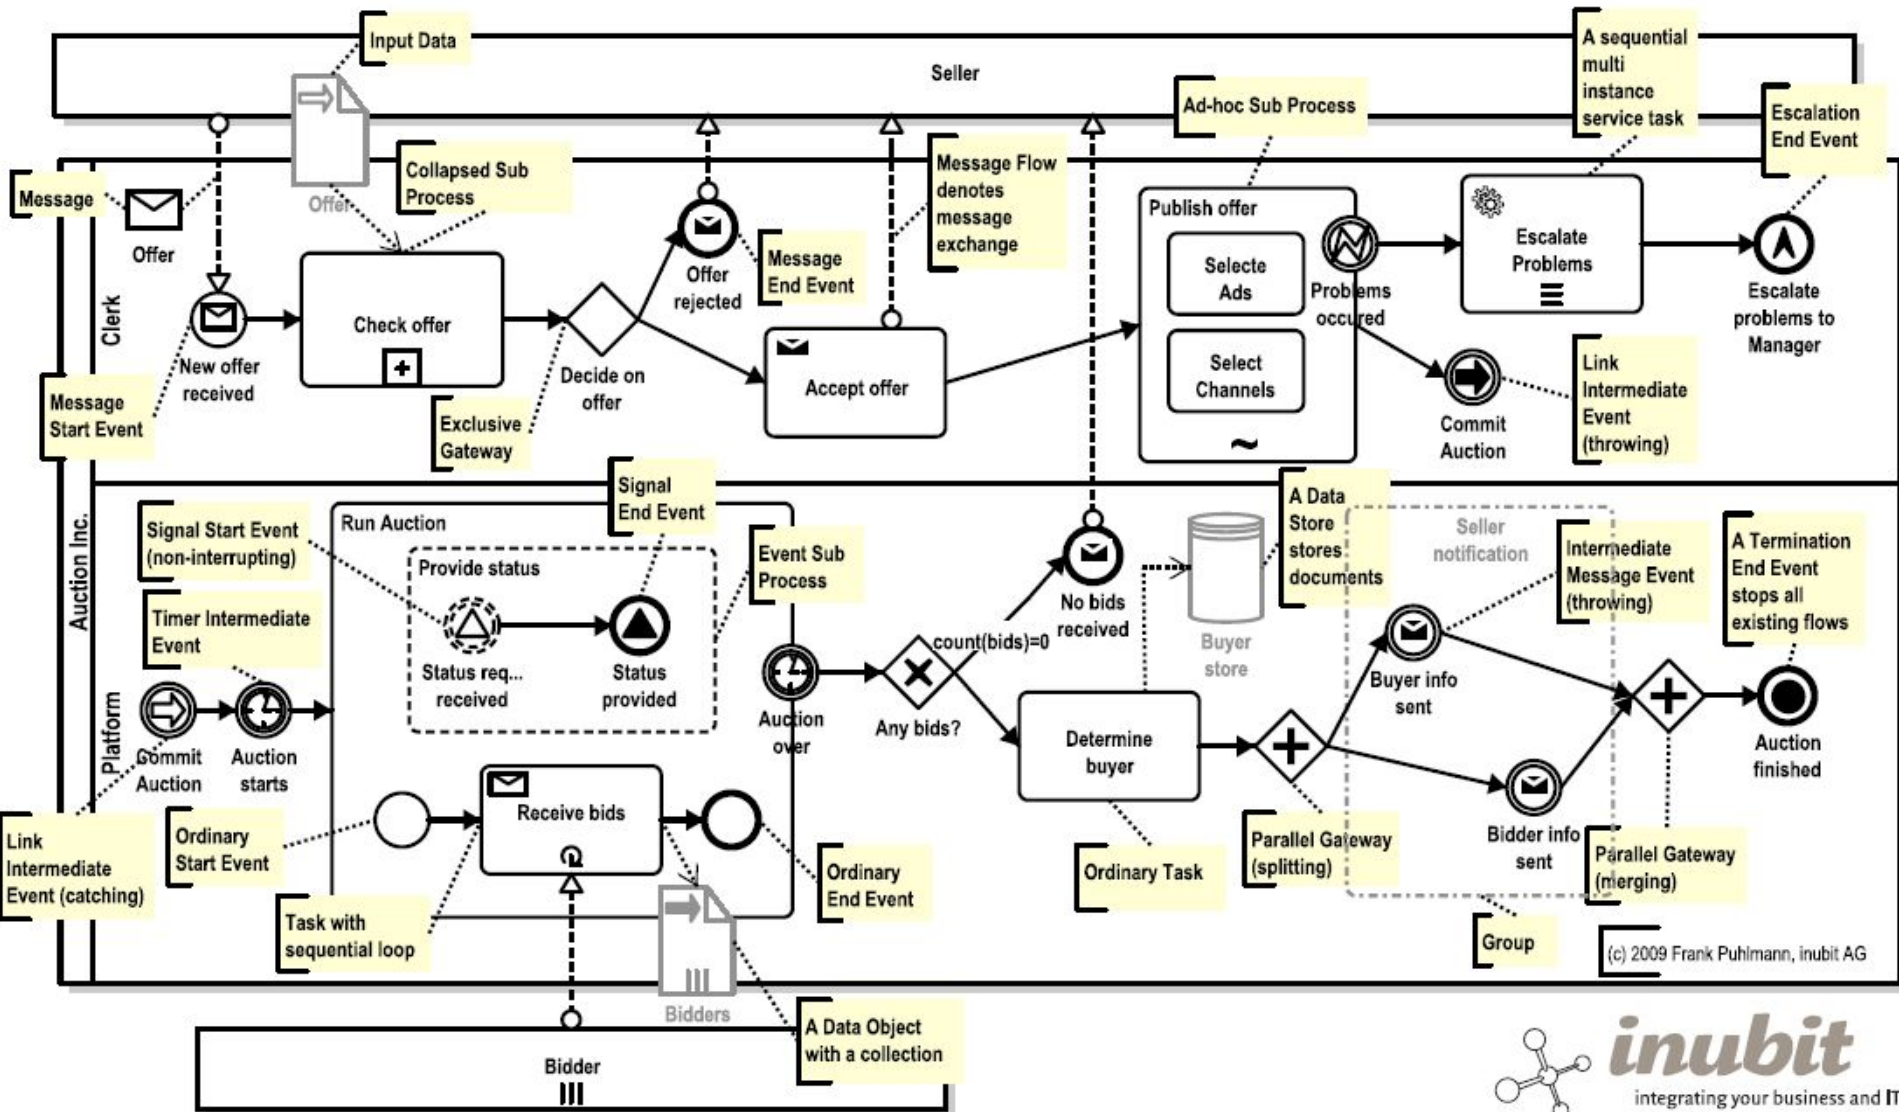 Input Data
Seller
A sequential
multi
instance
service task
Ad-hoc Sub Process
Escalation
End Event
Message
Offer
Offer
Collapsed Sub
Process
Message Flow
denotes
message
exchange
Clerk
New offer
received
Message
Start Event
Check offer
Exclusive
Gateway
Decide on
offer
Offer
rejected
Message
End Event
Accept offer
Publish offer
Selecte
Ads
Select
Channels
~
Problems
occured
Escalate
Problems
Escalate
problems to
Manager
Commit
Auction
Link
Intermediate
Event
(throwing)
Auction Inc.
Platform
Signal Start Event
(non-interrupting)
Timer Intermediate
Event
Commit
Auction
Auction
starts
Link
Intermediate
Event (catching)
Ordinary
Start Event
Run Auction
Signal
End Event
Provide status
Status req...
received
Status
provided
Event Sub
Process
Receive bids
Task with
sequential loop
Auction
over
Ordinary
End Event
Bidders
A Data Object
with a collection
Bidder
count(bids)=0
Any bids?
No bids
received
Determine
buyer
Ordinary Task
Buyer
store
A Data
Store
stores
documents
Seller
notification
Intermediate
Message Event
(throwing)
Buyer info
sent
Bidder info
sent
Parallel Gateway
(splitting)
Parallel Gateway
(merging)
Group
A Termination
End Event
stops all
existing flows
Auction
finished
(c) 2009 Frank Puhlmann, inubit AG
inubit
integrating your business and IT